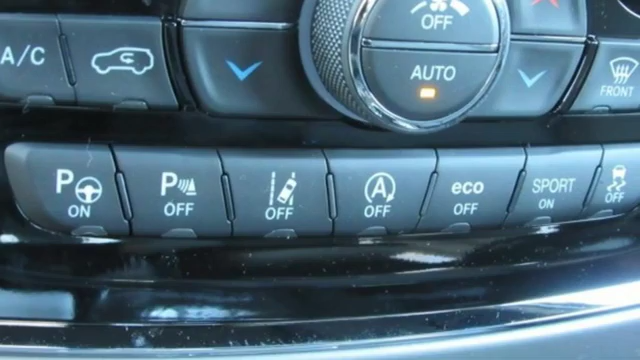 OFF
A/C
AUTO
FRONT
P ON
P OFF
OFF
A OFF
eco OFF
SPORT ON
OFF